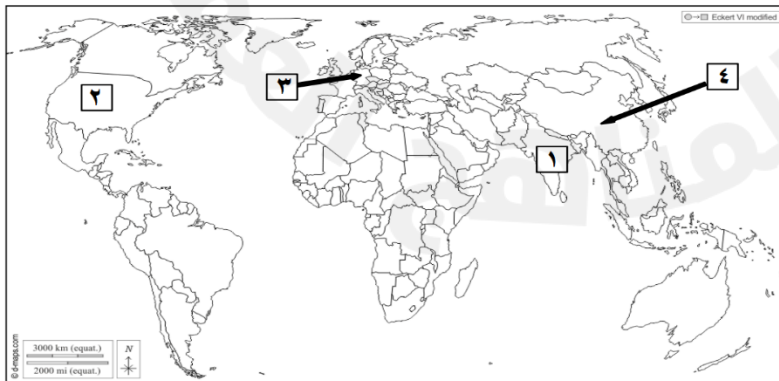 Eckert VI modified
٤
٣
٢
١
© d-maps.com
3000 km (equat.)
2000 mi (equat.)
N